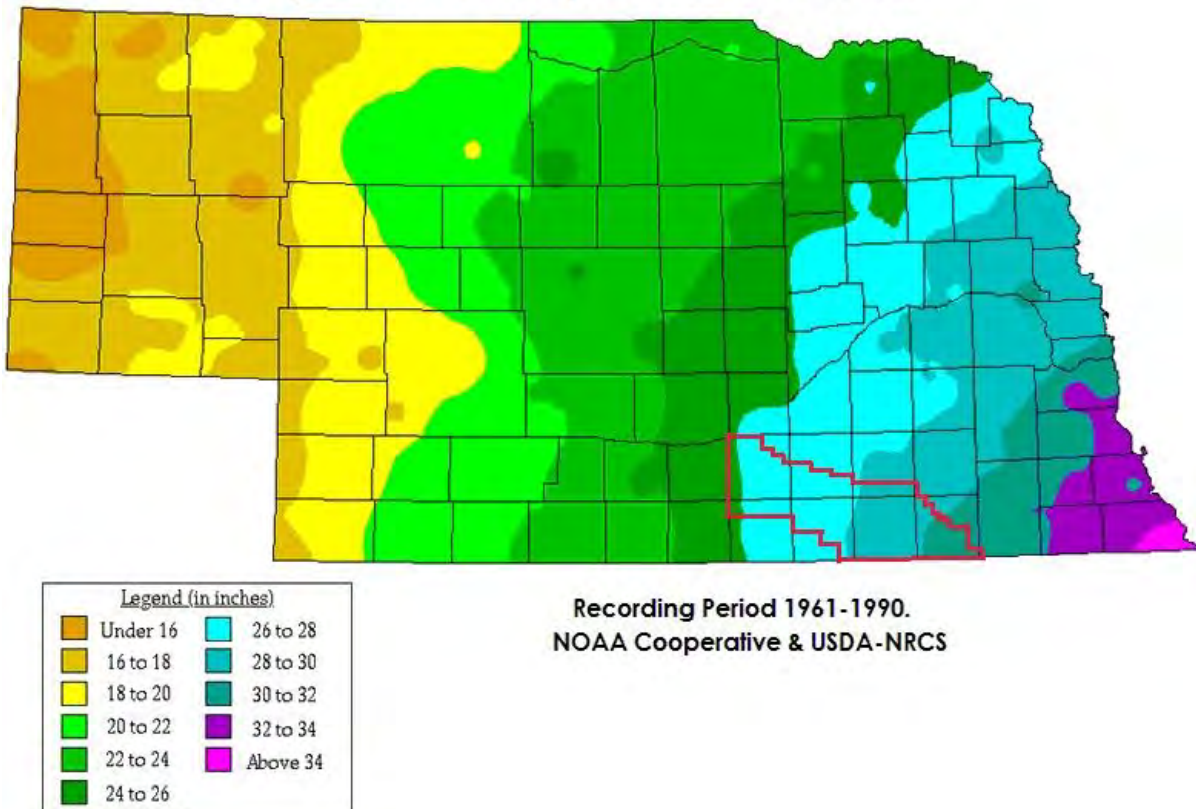 Recording Period 1961-1990.
NOAA Cooperative & USDA-NRCS
Legend (in inches)
Under 16
16 to 18
18 to 20
20 to 22
22 to 24
24 to 26
26 to 28
28 to 30
30 to 32
32 to 34
Above 34